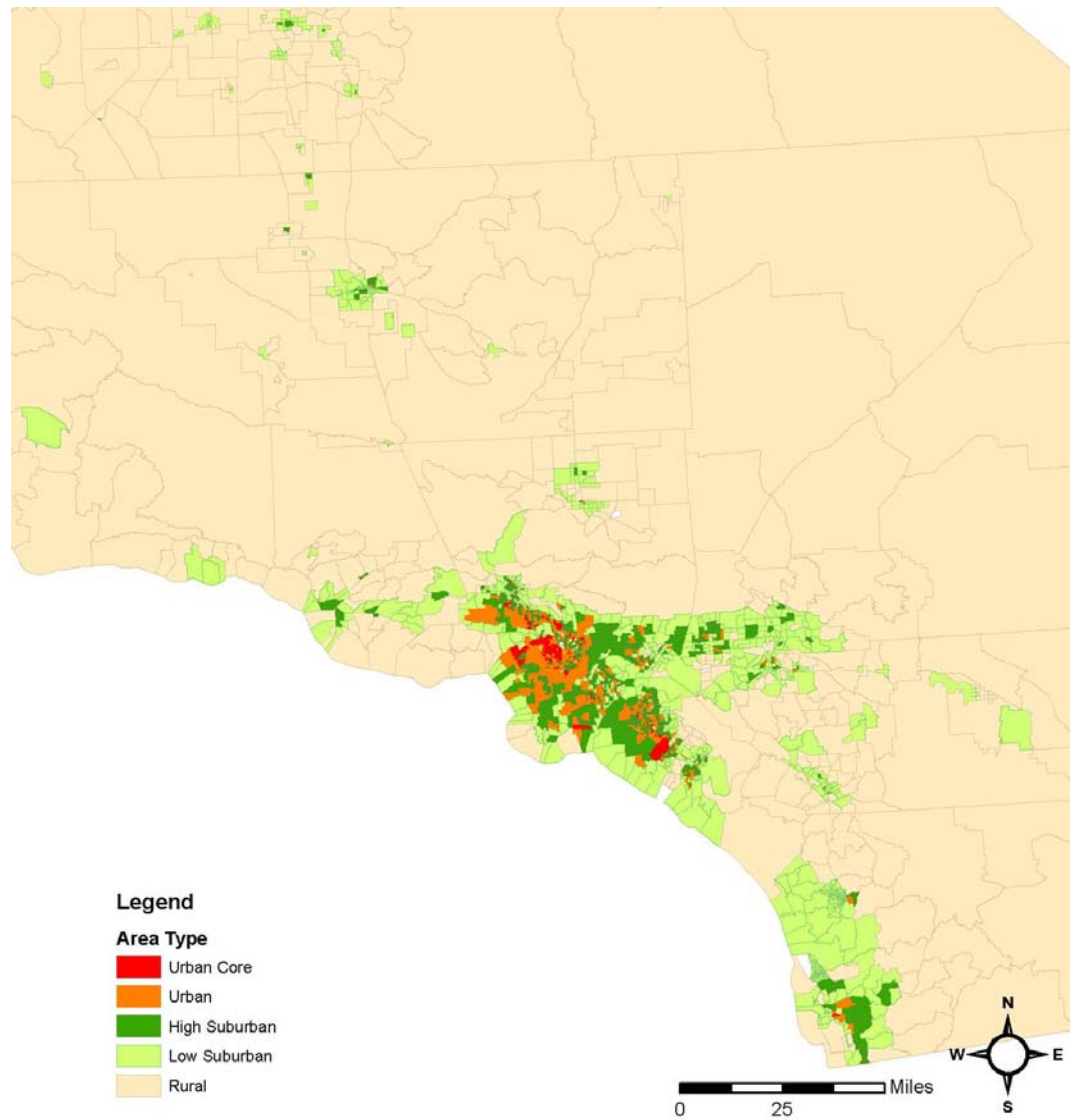 Legend
Area Type
Urban Core
Urban
High Suburban
Low Suburban
Rural
N
W E
S
Miles
0 25